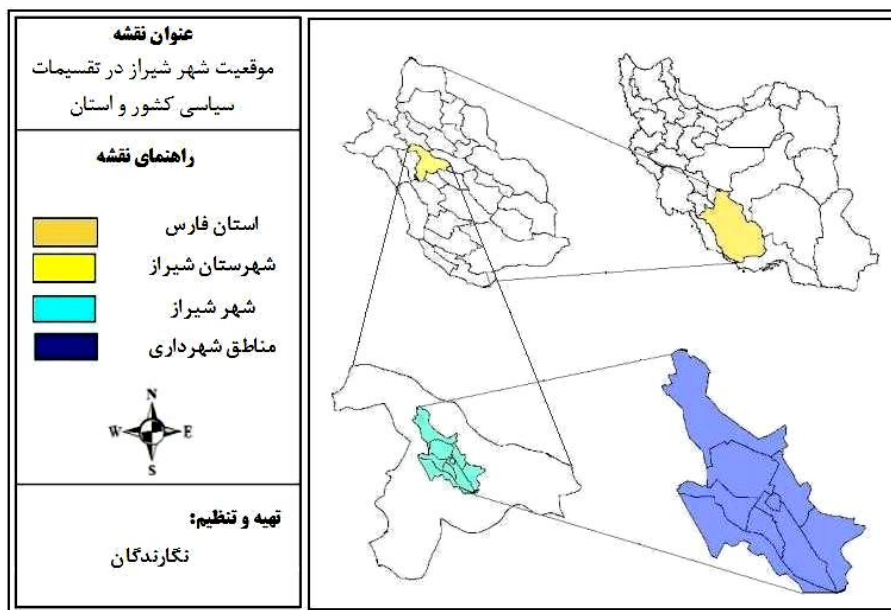 عنوان نقشه
موقعیت شهر شیراز در تقسیمات
سیاسی کشور و استان
راهنمای نقشه
استان فارس
شهرستان شیراز
شهر شیراز
مناطق شهرداری
N
W E
S
تهیه و تنظیم:
نگارندگان